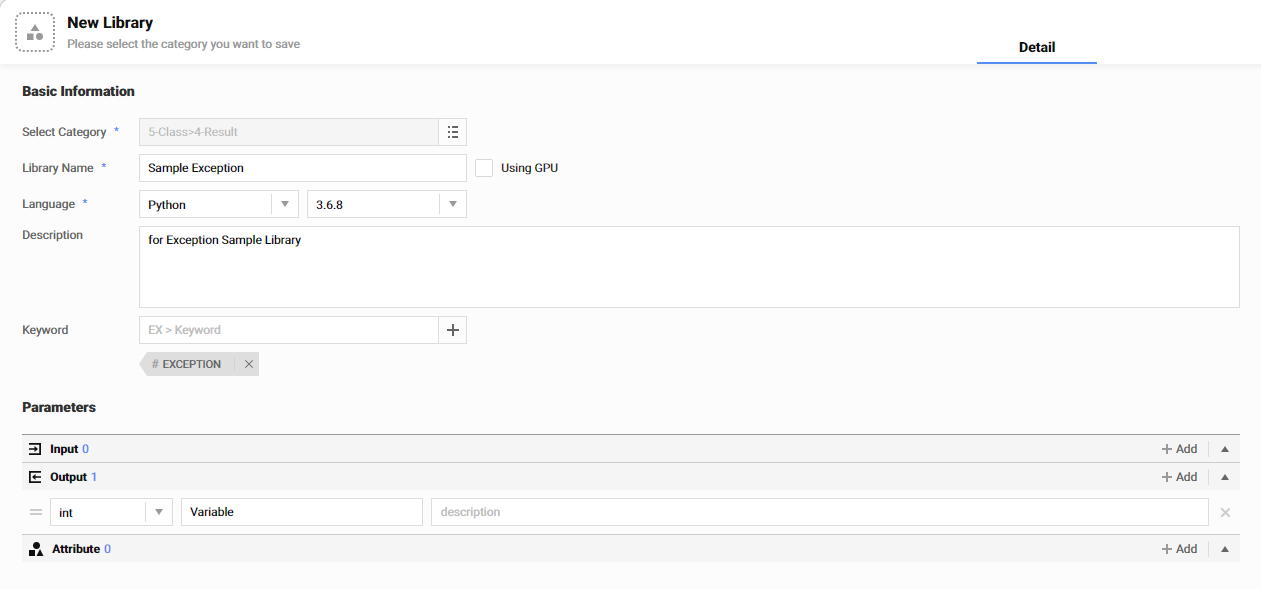 New Library
Please select the category you want to save
Detail
Basic Information
Select Category *
5-Class>4-Result
Library Name *
Sample Exception
Using GPU
Language *
Python
3.6.8
Description
for Exception Sample Library
Keyword
EX > Keyword
# EXCEPTION
Parameters
Input 0
Add
Output 1
Add
int
Variable
description
Attribute 0
Add